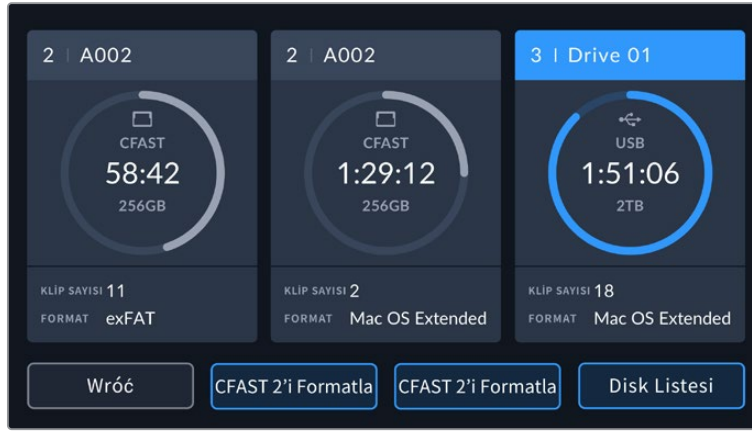 2 | A002
CFAST
58:42
256GB
KLİP SAYISI 11
FORMAT exFAT
2 | A002
CFAST
1:29:12
256GB
KLİP SAYISI 2
FORMAT Mac OS Extended
3 | Drive 01
USB
1:51:06
2TB
KLİP SAYISI 18
FORMAT Mac OS Extended
Wróć
CFAST 2’i Formatla
CFAST 2’i Formatla
Disk Listesi